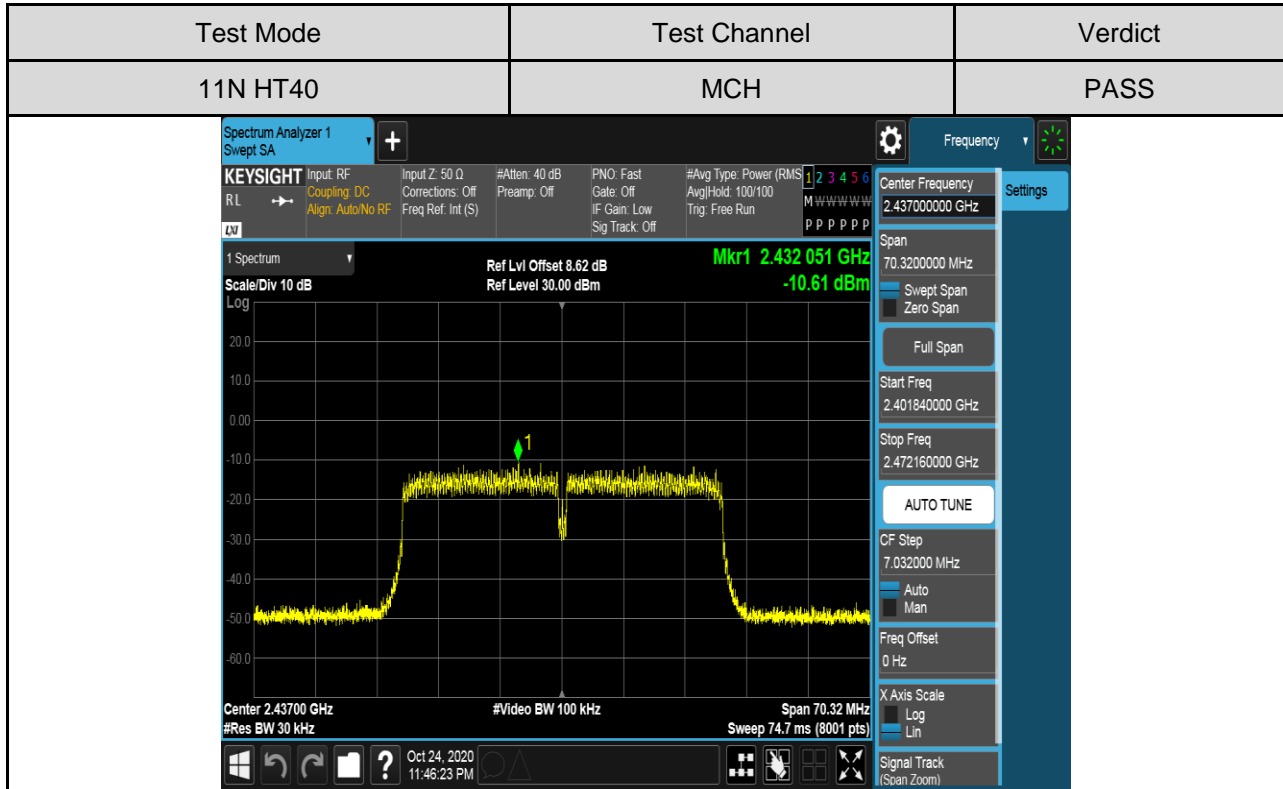 Test Mode Test Channel Verdict
11N HT40 MCH PASS
Spectrum Analyzer 1
Swept SA
+
Frequency
KEYSIGHT
RL
LXI
Input: RF
Coupling: DC
Align: Auto/No RF
Input Z: 50 Ω
Corrections: Off
Freq Ref: Int (S)
#Atten: 40 dB
Preamp: Off
PNO: Fast
Gate: Off
IF Gain: Low
Sig Track: Off
#Avg Type: Power (RMS
Avg|Hold: 100/100
Trig: Free Run
1 2 3 4 5 6
M W W W W W
P P P P P P
Center Frequency
2.437000000 GHz
Settings
1 Spectrum
Scale/Div 10 dB
Ref Lvl Offset 8.62 dB
Ref Level 30.00 dBm
Mkr1 2.432 051 GHz
-10.61 dBm
Log
20.0
10.0
0.00
-10.0
-20.0
-30.0
-40.0
-50.0
-60.0
1
Center 2.43700 GHz
#Res BW 30 kHz
#Video BW 100 kHz
Span 70.32 MHz
Sweep 74.7 ms (8001 pts)
Span
70.3200000 MHz
Swept Span
Zero Span
Full Span
Start Freq
2.401840000 GHz
Stop Freq
2.472160000 GHz
AUTO TUNE
CF Step
7.032000 MHz
Auto
Man
Freq Offset
0 Hz
X Axis Scale
Log
Lin
Signal Track
(Span Zoom)
?
Oct 24, 2020
11:46:23 PM